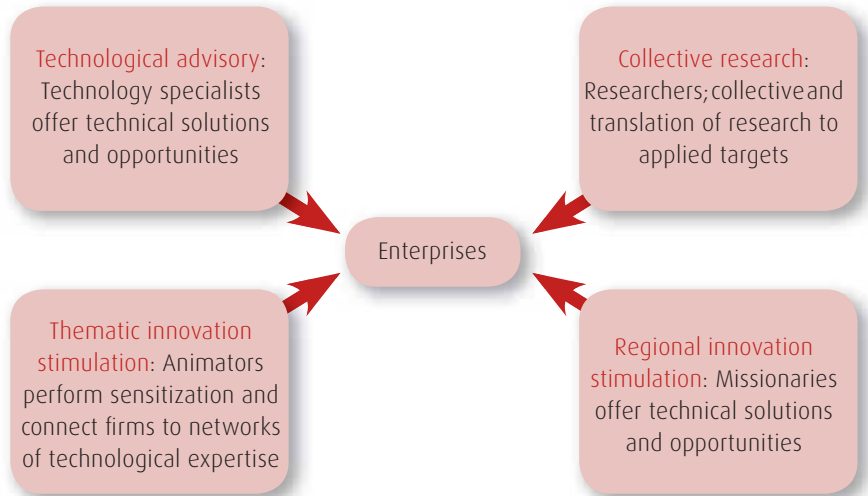 Technological advisory:
Technology specialists
offer technical solutions
and opportunities
Collective research:
Researchers; collective and
translation of research to
applied targets
Enterprises
Thematic innovation
stimulation: Animators
perform sensitization and
connect firms to networks
of technological expertise
Regional innovation
stimulation: Missionaries
offer technical solutions
and opportunities